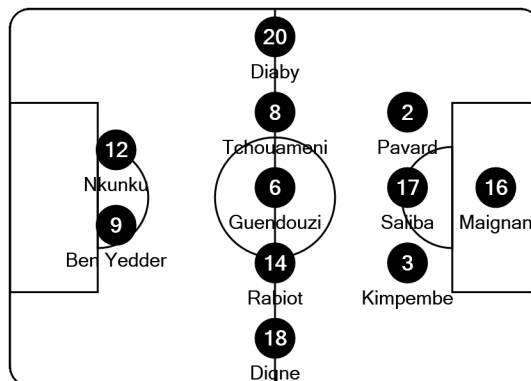 20
Diaby
8
Tchouameni
2
Pavard
12
Nkunku
6
Guendouzi
17
Saliba
16
Maignan
9
Ben Yedder
14
Rabiot
3
Kimpembe
18
Digne